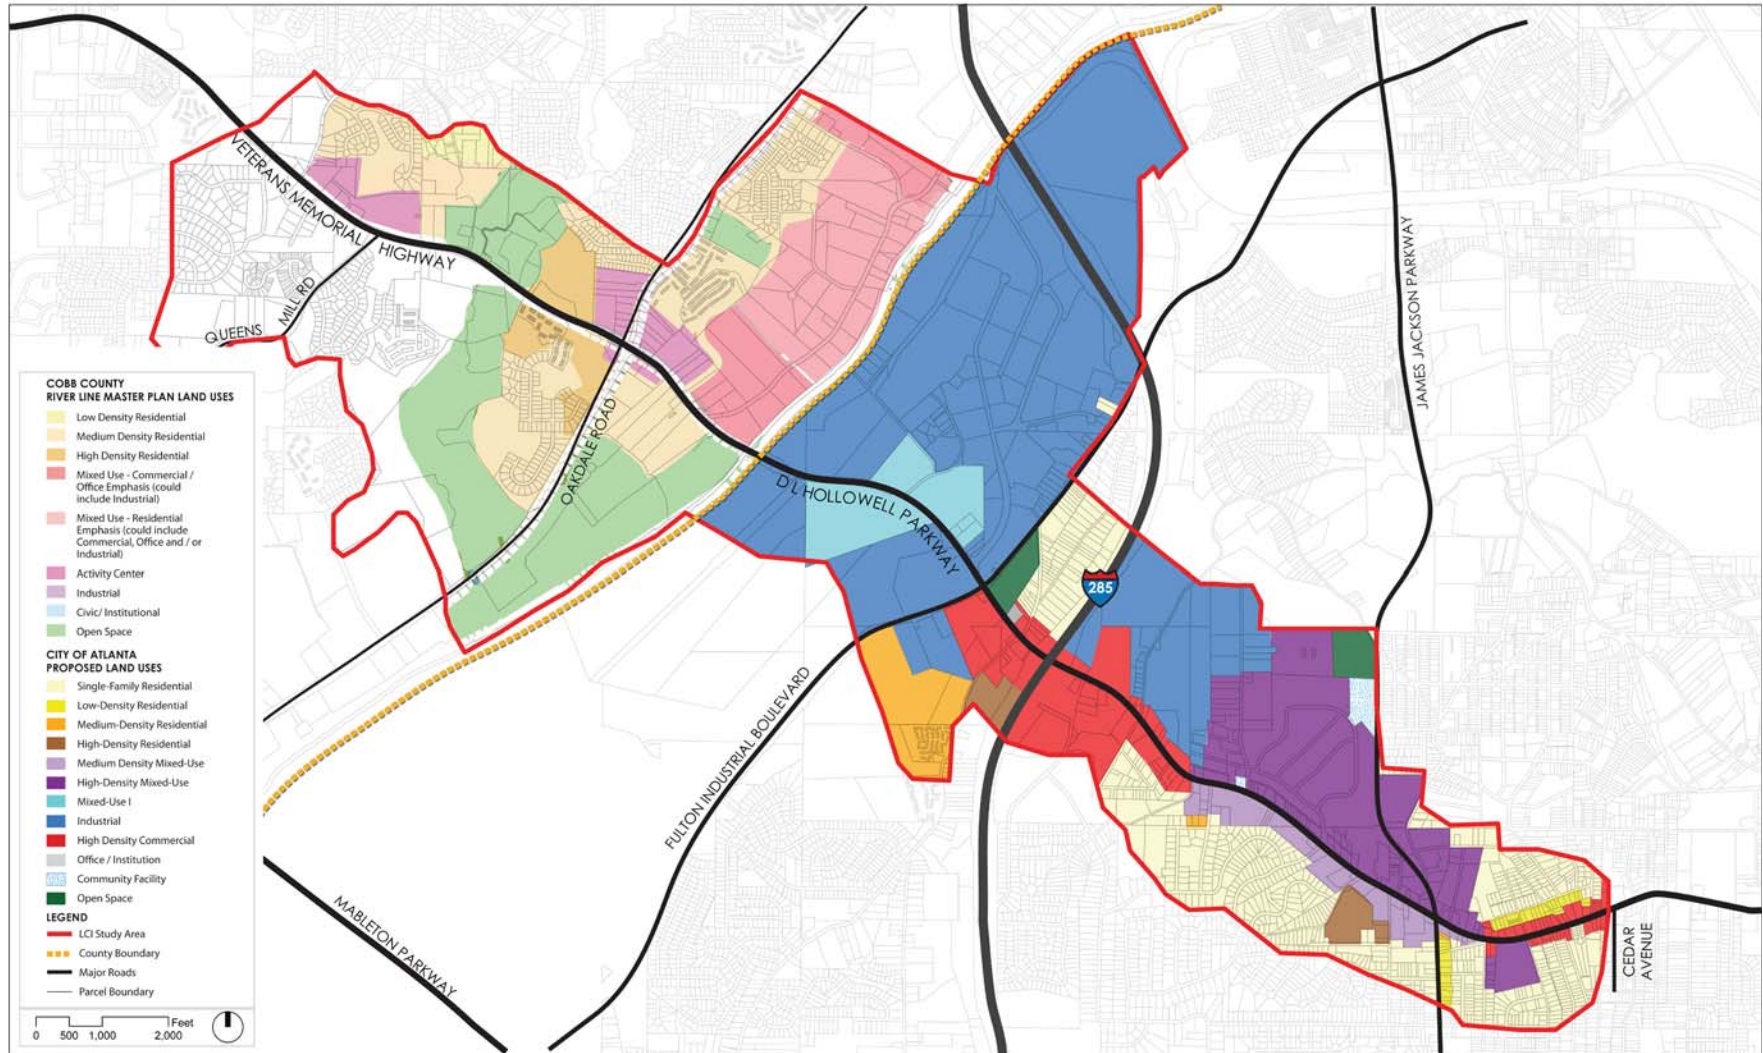 VETERANS MEMORIAL HIGHWAY
QUEENS MILL RD
OAKDALE ROAD
D L HOLLOWELL PARKWAY
JAMES JACKSON PARKWAY
285
FULTON INDUSTRIAL BOULEVARD
MABLETON PARKWAY
CEDAR
AVENUE
COBB COUNTY
RIVER LINE MASTER PLAN LAND USES
Low Density Residential
Medium Density Residential
High Density Residential
Mixed Use - Commercial /
Office Emphasis (could
include Industrial)
Mixed Use - Residential
Emphasis (could include
Commercial, Office and / or
Industrial)
Activity Center
Industrial
Civic/ Institutional
Open Space
CITY OF ATLANTA
PROPOSED LAND USES
Single-Family Residential
Low-Density Residential
Medium-Density Residential
High-Density Residential
Medium Density Mixed-Use
High-Density Mixed-Use
Mixed-Use I
Industrial
High Density Commercial
Office / Institution
Community Facility
Open Space
LEGEND
LCI Study Area
County Boundary
Major Roads
Parcel Boundary
Feet
0 500 1,000 2,000